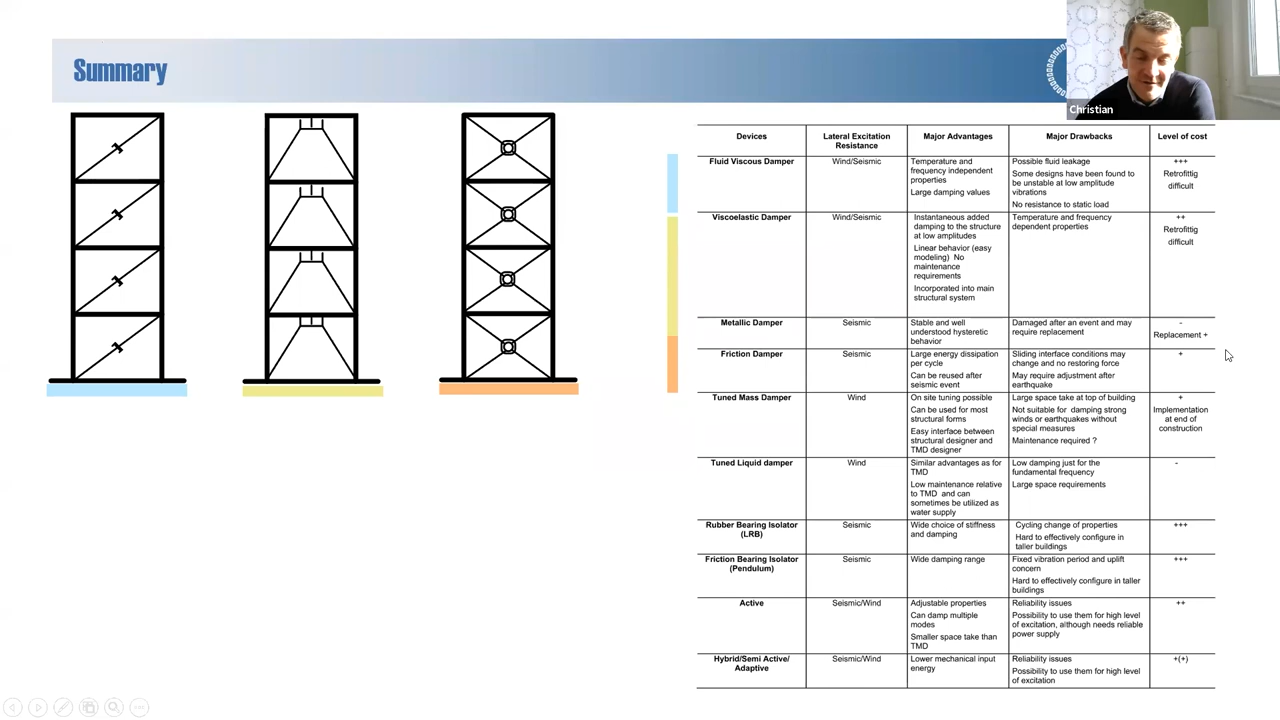 Summary
Christian
Devices
Lateral Excitation
Resistance
Major Advantages
Major Drawbacks
Level of cost
Fluid Viscous Damper
Wind/Seismic
Temperature and
frequency independent
properties
Large damping values
Possible fluid leakage
Some designs have been found to
be unstable at low amplitude
vibrations
No resistance to static load
+++
Retrofittig
difficult
Viscoelastic Damper
Wind/Seismic
Instantaneous added
damping to the structure
at low amplitudes
Linear behavior (easy
modeling) No
maintenance
requirements
Incorporated into main
structural system
Temperature and frequency
dependent properties
++
Retrofittig
difficult
Metallic Damper
Seismic
Stable and well
understood hysteretic
behavior
Damaged after an event and may
require replacement
-
Replacement +
Friction Damper
Seismic
Large energy dissipation
per cycle
Can be reused after
seismic event
Sliding interface conditions may
change and no restoring force
May require adjustment after
earthquake
+
Tuned Mass Damper
Wind
On site tuning possible
Can be used for most
structural forms
Easy interface between
structural designer and
TMD designer
Large space take at top of building
Not suitable for damping strong
winds or earthquakes without
special measures
Maintenance required ?
+
Implementation
at end of
construction
Tuned Liquid damper
Wind
Similar advantages as for
TMD
Low maintenance relative
to TMD and can
sometimes be utilized as
water supply
Low damping just for the
fundamental frequency
Large space requirements
-
Rubber Bearing Isolator
(LRB)
Seismic
Wide choice of stiffness
and damping
Cycling change of properties
Hard to effectively configure in
taller buildings
+++
Friction Bearing Isolator
(Pendulum)
Seismic
Wide damping range
Fixed vibration period and uplift
concern
Hard to effectively configure in taller
buildings
+++
Active
Seismic/Wind
Adjustable properties
Can damp multiple
modes
Smaller space take than
TMD
Reliability issues
Possibility to use them for high level
of excitation, although needs reliable
power supply
++
Hybrid/Semi Active/
Adaptive
Seismic/Wind
Lower mechanical input
energy
Reliability issues
Possibility to use them for high level
of excitation
+(+)